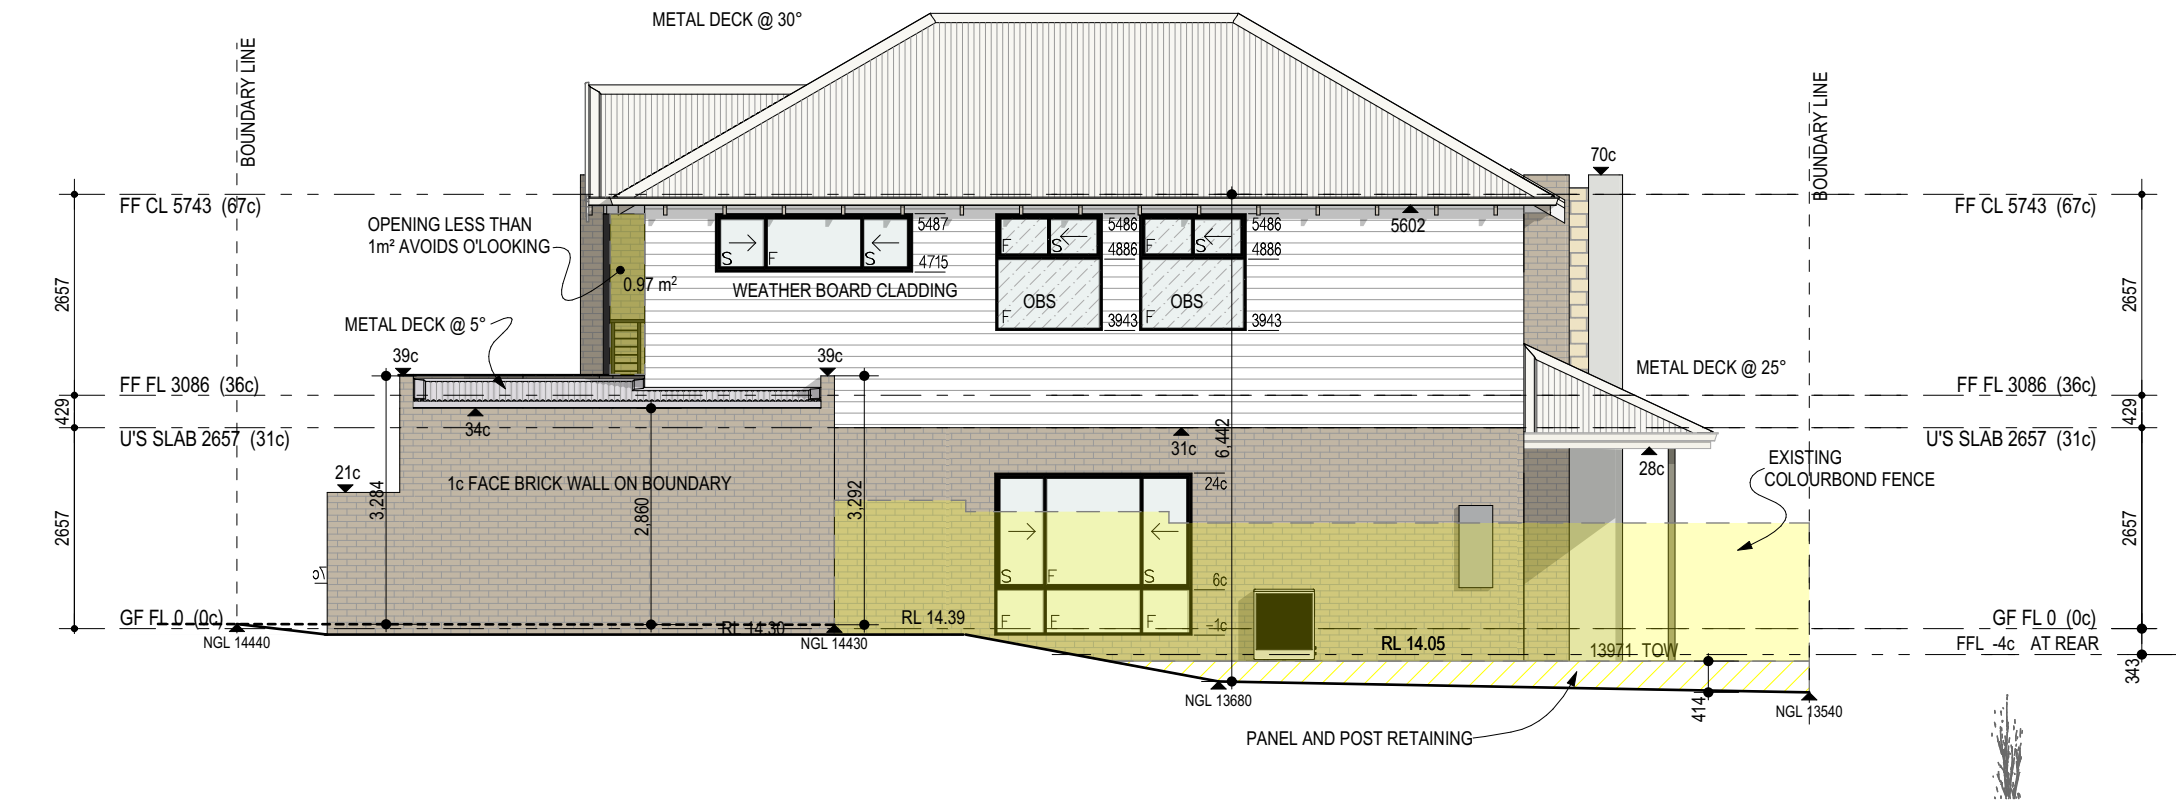 METAL DECK @ 30°
BOUNDARY LINE
BOUNDARY LINE
70c
FF CL 5743 (67c)
FF CL 5743 (67c)
OPENING LESS THAN
1m² AVOIDS O'LOOKING
0.97 m²
5487
4715
S
F
S
WEATHER BOARD CLADDING
5486
4886
3943
F
S
OBS
F
5486
4886
3943
F
S
OBS
F
5602
2657
2657
METAL DECK @ 5°
METAL DECK @ 25°
39c
39c
FF FL 3086 (36c)
FF FL 3086 (36c)
429
429
34c
U'S SLAB 2657 (31c)
U'S SLAB 2657 (31c)
31c
6,442
28c
EXISTING
COLOURBOND FENCE
21c
1c FACE BRICK WALL ON BOUNDARY
24c
3,284
2,860
3,292
2657
2657
S
F
S
6c
F
F
F
-1c
GF FL 0 (0c)
GF FL 0 (0c)
RL 14.30
RL 14.39
NGL 14440
NGL 14430
RL 14.05
13971 TOW
FFL -4c AT REAR
343
414
NGL 13680
NGL 13540
PANEL AND POST RETAINING